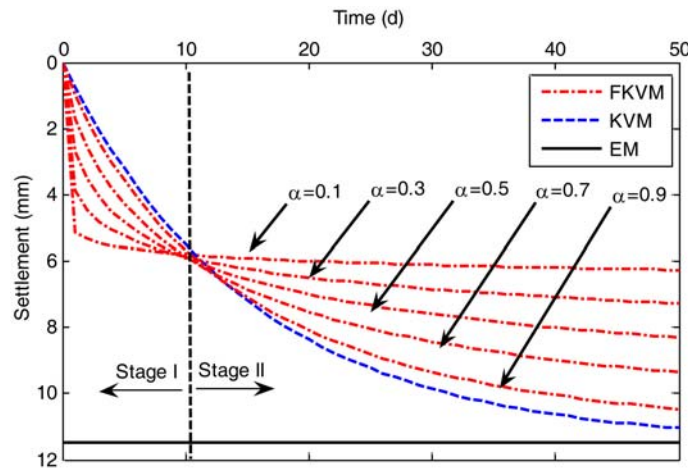 Time (d)
0 10 20 30 40 50
0
2
4
6
8
10
12
Settlement (mm)
FKVM
KVM
EM
α=0.1
α=0.3
α=0.5
α=0.7
α=0.9
Stage I
Stage II